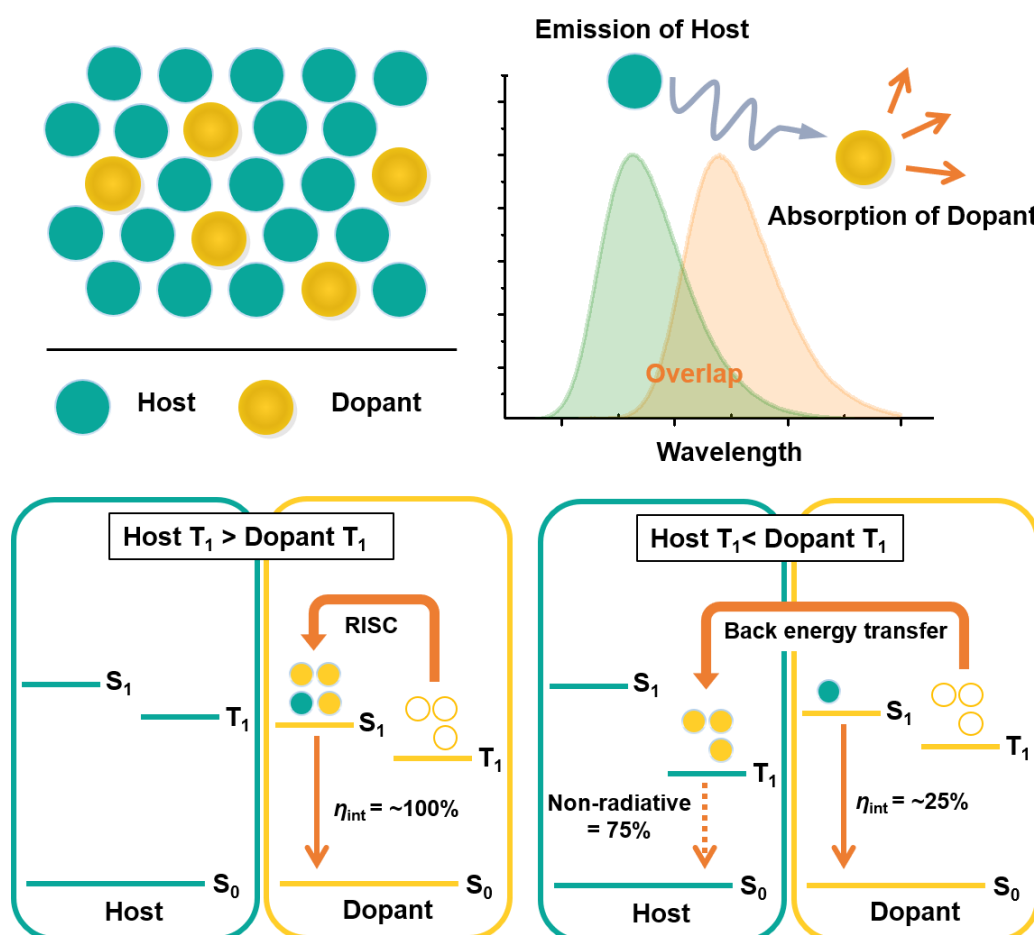 Emission of Host
Absorption of Dopant
Overlap
Wavelength
Host
Dopant
Host T₁ > Dopant T₁
RISC
S₁
T₁
S₁
T₁
ηint = ~100%
S₀
S₀
Host
Dopant
Host T₁< Dopant T₁
Back energy transfer
S₁
S₁
T₁
T₁
Non-radiative
= 75%
ηint = ~25%
S₀
S₀
Host
Dopant